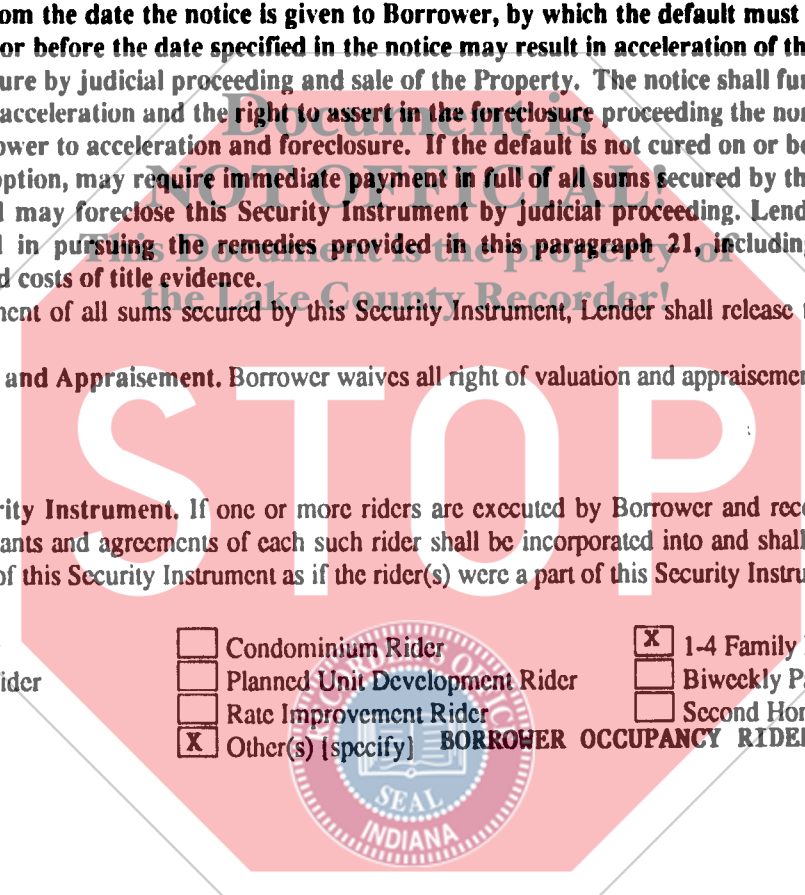 om the date the notice is given to Borrower, by which the default must
or before the date specified in the notice may result in acceleration of th
ure by judicial proceeding and sale of the Property. The notice shall fur
acceleration and the right to assert in the foreclosure proceeding the no
Document is
ower to acceleration and foreclosure. If the default is not cured on or be
option, may require immediate payment in full of all sums secured by th
NOT OFFICIAL!
l may foreclose this Security Instrument by judicial proceeding. Lend
l in pursuing the remedies provided in this paragraph 21, including
This Document is the property of
d costs of title evidence.
the Lake County Recorder!
nent of all sums secured by this Security Instrument, Lender shall release t
and Appraisement. Borrower waives all right of valuation and appraiseme
STOP
rity Instrument. If one or more riders are executed by Borrower and reco
ants and agreements of each such rider shall be incorporated into and shall
of this Security Instrument as if the rider(s) were a part of this Security Instru
Condominium Rider X 1-4 Family
ider Planned Unit Development Rider Biweekly Pa
Rate Improvement Rider Second Hom
X Other(s) [specify] BORROWER OCCUPANCY RIDER
SEAL
INDIANA